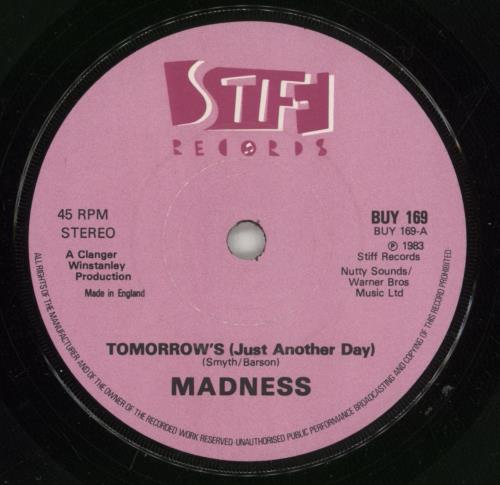 STIFF
RECORDS
45 RPM
STEREO
A Clanger
Winstanley
Production
Made in England
BUY 169
BUY 169-A
℗ 1983
Stiff Records
Nutty Sounds/
Warner Bros
Music Ltd
TOMORROW'S (Just Another Day)
(Smyth/Barson)
MADNESS
ALL RIGHTS OF THE MANUFACTURER AND OF THE OWNER OF THE RECORDED WORK RESERVED·UNAUTHORISED PUBLIC PERFORMANCE BROADCASTING AND COPYING OF THIS RECORD PROHIBITED·